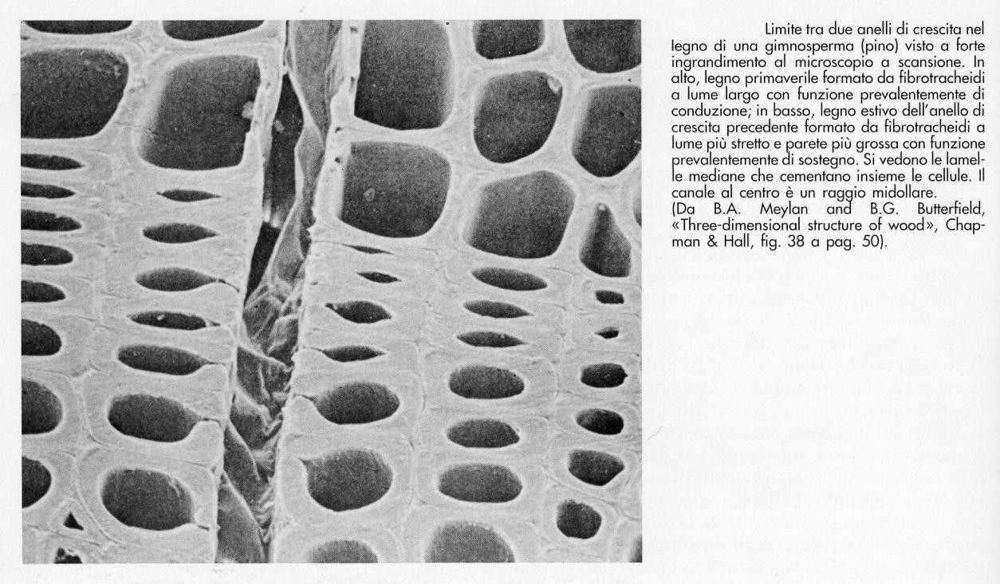 Limite tra due anelli di crescita nel
legno di una gimnosperma (pino) visto a forte
ingrandimento al microscopio a scansione. In
alto, legno primaverile formato da fibrotracheidi
a lume largo con funzione prevalentemente di
conduzione; in basso, legno estivo dell'anello di
crescita precedente formato da fibrotracheidi a
lume più stretto e parete più grossa con funzione
prevalentemente di sostegno. Si vedono le lamel-
le mediane che cementano insieme le cellule. Il
canale al centro è un raggio midollare.
(Da B.A. Meylan and B.G. Butterfield,
«Three-dimensional structure of wood», Chap-
man & Hall, fig. 38 a pag. 50).